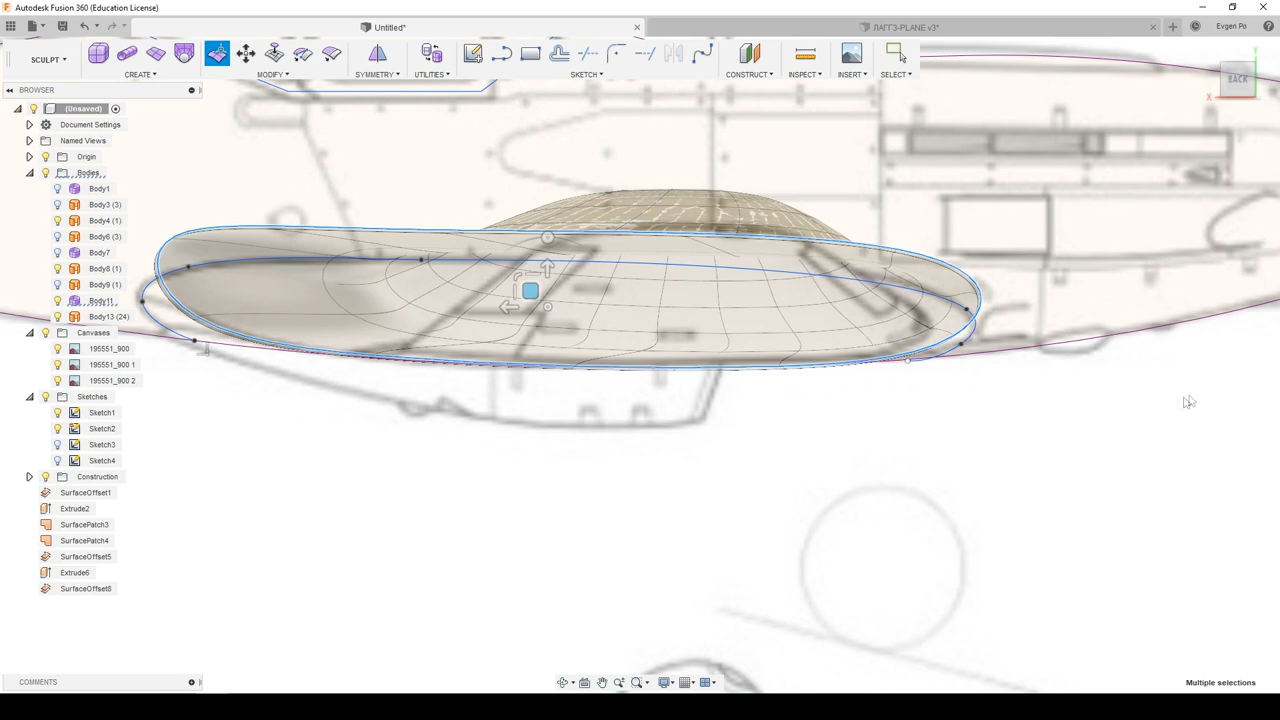 Autodesk Fusion 360 (Education License)
Untitled*
ЛАГГЗ-PLANE v3*
Evgen Po
SCULPT
CREATE
MODIFY
SYMMETRY
UTILITIES
SKETCH
CONSTRUCT
INSPECT
INSERT
SELECT
BROWSER
(Unsaved)
Document Settings
Named Views
Origin
Bodies
Body1
Body3 (3)
Body4 (1)
Body6 (3)
Body7
Body8 (1)
Body9 (1)
Body11
Body13 (24)
Canvases
195551_900
195551_900 1
195551_900 2
Sketches
Sketch1
Sketch2
Sketch3
Sketch4
Construction
SurfaceOffset1
Extrude2
SurfacePatch3
SurfacePatch4
SurfaceOffset5
Extrude6
SurfaceOffset8
Y
BACK
X
COMMENTS
Multiple selections